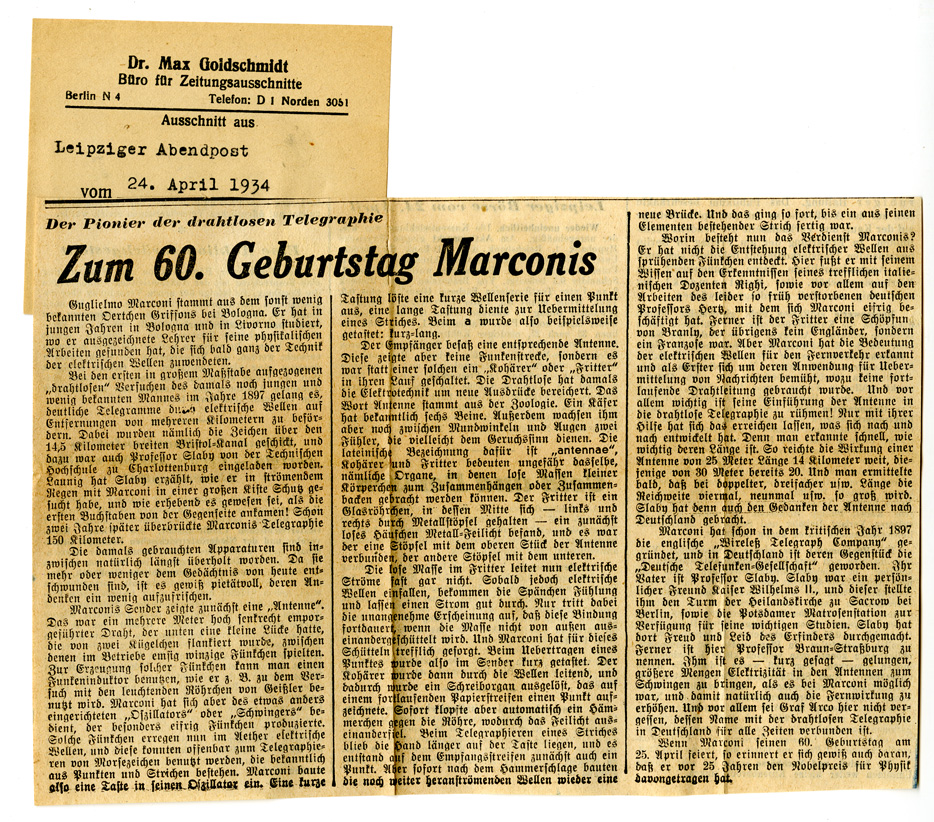 Dr. Max Goldschmidt
Büro für Zeitungsausschnitte
Berlin N 4 Telefon: D 1 Norden 3051
Ausschnitt aus
Leipziger Abendpost
vom 24. April 1934
Der Pionier der drahtlosen Telegraphie
Zum 60. Geburtstag Marconis
Guglielmo Marconi stammt aus dem sonst wenig
bekannten Oertchen Griffons bei Bologna. Er hat in
jungen Jahren in Bologna und in Livorno studiert,
wo er ausgezeichnete Lehrer für seine physikalischen
Arbeiten gefunden hat, die sich bald ganz der Technik
der elektrischen Wellen zuwendeten.
Bei den ersten in großem Maßstabe aufgezogenen
„drahtlosen“ Versuchen des damals noch jungen und
wenig bekannten Mannes im Jahre 1897 gelang es,
deutliche Telegramme durch elektrische Wellen auf
Entfernungen von mehreren Kilometern zu beför-
dern. Dabei wurden nämlich die Zeichen über den
14,5 Kilometer breiten Bristol-Kanal geschickt, und
dazu war auch Professor Slaby von der Technischen
Hochschule zu Charlottenburg eingeladen worden.
Launig hat Slaby erzählt, wie er in strömendem
Regen mit Marconi in einer großen Kiste Schutz ge-
sucht habe, und wie erhebend es gewesen sei, als die
ersten Buchstaben von der Gegenseite ankamen! Schon
zwei Jahre später überbrückte Marconis Telegraphie
150 Kilometer.
Die damals gebrauchten Apparaturen sind in-
zwischen natürlich längst überholt worden. Da sie
mehr oder weniger dem Gedächtnis von heute ent-
schwunden sind, ist es gewiß pietätvoll, deren An-
denken ein wenig aufzufrischen.
Marconis Sender zeigte zunächst eine „Antenne“.
Das war ein mehrere Meter hoch senkrecht empor-
geführter Draht, der unten eine kleine Lücke hatte,
die von zwei Kügelchen flankiert wurde, zwischen
denen im Betriebe emsig winzige Fünkchen spielten.
Zur Erzeugung solcher Fünkchen kann man einen
Funkeninduktor benutzen, wie er z. B. zu dem Ver-
such mit den leuchtenden Röhrchen von Geißler be-
nutzt wird. Marconi hat sich aber des etwas anders
eingerichteten „Oszillators“ oder „Schwingers“ be-
dient, der besonders eifrig Fünkchen produzierte.
Solche Fünkchen erregen nun im Aether elektrische
Wellen, und diese konnten offenbar zum Telegraphie-
ren von Morsezeichen benutzt werden, die bekanntlich
aus Punkten und Strichen bestehen. Marconi baute
also eine Taste in seinen Oszillator ein. Eine kurze
Tastung löste eine kurze Wellenserie für einen Punkt
aus, eine lange Tastung diente zur Uebermittlung
eines Striches. Beim a wurde also beispielsweise
getastet: kurz-lang.
Der Empfänger besaß eine entsprechende Antenne.
Diese zeigte aber keine Funkenstrecke, sondern es
war statt einer solchen ein „Kohärer“ oder „Fritter“
in ihren Lauf geschaltet. Die Drahtlose hat damals
die Elektrotechnik um neue Ausdrücke bereichert. Das
Wort Antenne stammt aus der Zoologie. Ein Käfer
hat bekanntlich sechs Beine. Außerdem wachsen ihm
aber noch zwischen Mundwinkeln und Augen zwei
Fühler, die vielleicht dem Geruchssinn dienen. Die
lateinische Bezeichnung dafür ist „antennae,
Kohärer und Fritter bedeuten ungefähr dasselbe,
nämliche Organe, in denen lose Massen kleiner
Körperchen zum Zusammenhängen oder Zusammen-
backen gebracht werden können. Der Fritter ist ein
Glasröhrchen, in dessen Mitte sich — links und
rechts durch Metallstöpsel gehalten — ein zunächst
loses Häufchen Metall-Feilicht befand, und es war
der eine Stöpsel mit dem oberen Stück der Antenne
verbunden, der andere Stöpsel mit dem unteren.
Die lose Masse im Fritter leitet nun elektrische
Ströme fast gar nicht. Sobald jedoch elektrische
Wellen einfallen, bekommen die Spänchen Fühlung
und lassen einen Strom gut durch. Nur tritt dabei
die unangenehme Erscheinung auf, daß diese Bindung
fortdauert, wenn die Masse nicht von außen aus-
einandergeschüttelt wird. Und Marconi hat für dieses
Schütteln trefflich gesorgt. Beim Uebertragen eines
Punktes wurde also im Sender kurz getastet. Der
Kohärer wurde dann durch die Wellen leitend, und
dadurch wurde ein Schreiborgan ausgelöst, das auf
einem fortlaufenden Papierstreifen einen Punkt auf-
zeichnete. Sofort klopfte aber automatisch ein Häm-
merchen gegen die Röhre, wodurch das Feilicht aus-
einanderfiel. Beim Telegraphieren eines Striches
blieb die Hand länger auf der Taste liegen, und es
entstand auf dem Empfangsstreifen zunächst auch ein
Punkt. Aber sofort nach dem Hammerschlage bauten
die noch weiter heranströmenden Wellen wieder eine
neue Brücke. Und das ging so fort, bis ein aus seinen
Elementen bestehender Strich fertig war.
Worin besteht nun das Verdienst Marconis?
Er hat nicht die Entstehung elektrischer Wellen aus
sprühenden Fünkchen entdeckt. Hier fußt er mit seinem
Wissen auf den Erkenntnissen seines trefflichen italie-
nischen Dozenten Righi, sowie vor allem auf den
Arbeiten des leider so früh verstorbenen deutschen
Professors Hertz, mit dem sich Marconi eifrig be-
schäftigt hat. Ferner ist der Fritter eine Schöpfung
von Branly, der übrigens kein Engländer, sondern
ein Franzose war. Aber Marconi hat die Bedeutung
der elektrischen Wellen für den Fernverkehr erkannt
und als Erster sich um deren Anwendung für Ueber-
mittlung von Nachrichten bemüht, wozu keine fort-
laufende Drahtleitung gebraucht wurde. Und vor
allem wichtig ist seine Einführung der Antenne in
die drahtlose Telegraphie zu rühmen! Nur mit ihrer
Hilfe hat sich das erreichen lassen, was sich nach und
nach entwickelt hat. Denn man erkannte schnell, wie
wichtig deren Länge ist. So reichte die Wirkung einer
Antenne von 25 Meter Länge 14 Kilometer weit, die-
jenige von 30 Meter bereits 20. Und man ermittelte
bald, daß bei doppelter, dreifacher usw. Länge die
Reichweite viermal, neunmal usw. so groß wird.
Slaby hat denn auch den Gedanken der Antenne nach
Deutschland gebracht.
Marconi hat schon in dem kritischen Jahr 1897
die englische „Wireleß Telegraph Company“ ge-
gründet, und in Deutschland ist deren Gegenstück die
„Deutsche Telefunken-Gesellschaft“ geworden. Ihr
Vater ist Professor Slaby. Slaby war ein persön-
licher Freund Kaiser Wilhelms II., und dieser stellte
ihm den Turm der Heilandskirche zu Sacrow bei
Berlin, sowie die Potsdamer Matrosenstation zur
Verfügung für seine wichtigen Studien. Slaby hat
dort Freud und Leid des Erfinders durchgemacht.
Ferner ist hier Professor Braun-Straßburg zu
nennen. Ihm ist es — kurz gesagt — gelungen,
größere Mengen Elektrizität in den Antennen zum
Schwingen zu bringen, als es bei Marconi möglich
war, und damit natürlich auch die Fernwirkung zu
erhöhen. Und vor allem sei Graf Arco hier nicht ver-
gessen, dessen Name mit der drahtlosen Telegraphie
in Deutschland für alle Zeiten verbunden ist.
Wenn Marconi seinen 60. Geburtstag am
25. April feiert, so erinnert er sich gewiß auch daran,
daß er vor 25 Jahren den Nobelpreis für Physik
davongetragen hat.